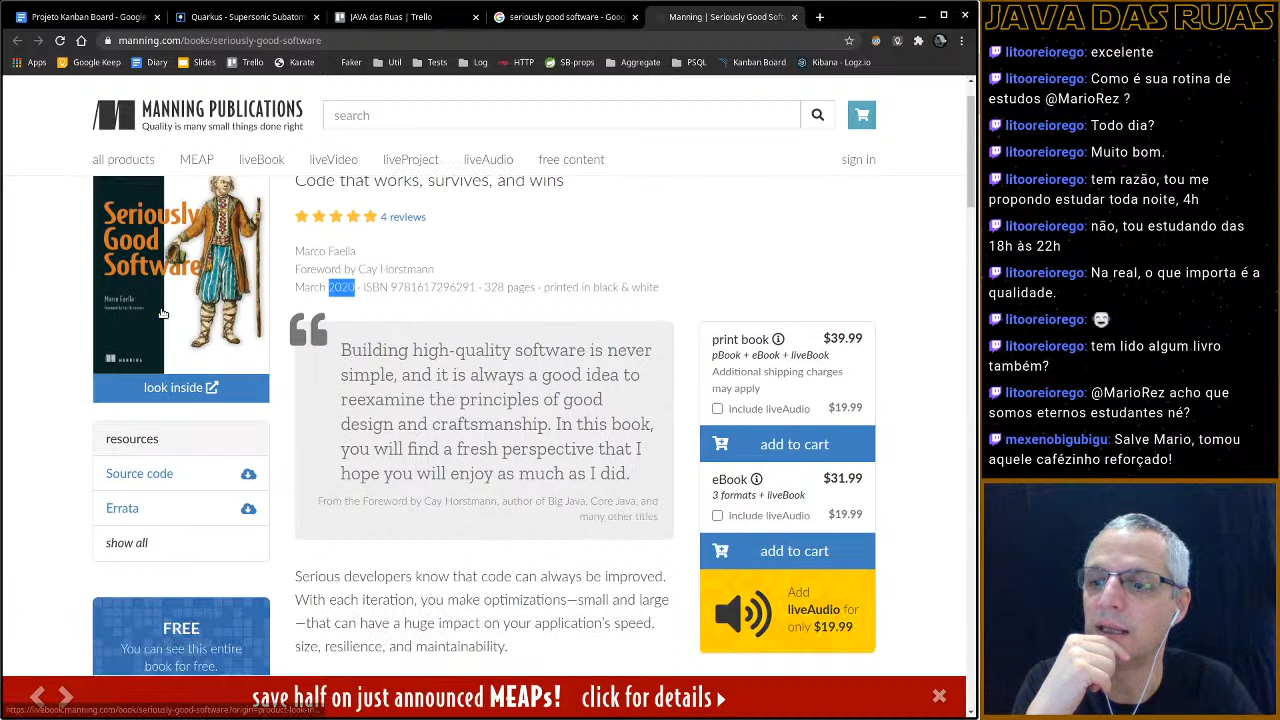 Projeto Kanban Board - Google
Quarkus - Supersonic Subatom
JAVA das Ruas | Trello
seriously good software - Goog
Manning | Seriously Good Soft
manning.com/books/seriously-good-software
Apps
Google Keep
Diary
Slides
Trello
Karate
Faker
Util
Tests
Log
HTTP
SB-props
Aggregate
PSQL
Kanban Board
Kibana - Logz.io
MANNING PUBLICATIONS
Quality is many small things done right
search
all products
MEAP
liveBook
liveVideo
liveProject
liveAudio
free content
sign in
Seriously
Good
Software
Marco Faella
MANNING
look inside
resources
Source code
Errata
show all
FREE
You can see this entire
book for free.
Code that works, survives, and wins
4 reviews
Marco Faella
Foreword by Cay Horstmann
March 2020 · ISBN 9781617296291 · 328 pages · printed in black & white
Building high-quality software is never
simple, and it is always a good idea to
reexamine the principles of good
design and craftsmanship. In this book,
you will find a fresh perspective that I
hope you will enjoy as much as I did.
From the Foreword by Cay Horstmann, author of Big Java, Core Java, and
many other titles
Serious developers know that code can always be improved.
With each iteration, you make optimizations—small and large
—that can have a huge impact on your application's speed,
size, resilience, and maintainability.
print book $39.99
pBook + eBook + liveBook
Additional shipping charges
may apply
include liveAudio $19.99
add to cart
eBook $31.99
3 formats + liveBook
include liveAudio $19.99
add to cart
Add
liveAudio for
only $19.99
save half on just announced MEAPs! click for details
https://livebook.manning.com/book/seriously-good-software?origin=product-look-in...
JAVA DAS RUAS
litooreiorego: excelente
litooreiorego: Como é sua rotina de
estudos @MarioRez ?
litooreiorego: Todo dia?
litooreiorego: Muito bom.
litooreiorego: tem razão, tou me
propondo estudar toda noite, 4h
litooreiorego: não, tou estudando das
18h às 22h
litooreiorego: Na real, o que importa é a
qualidade.
litooreiorego:
litooreiorego: tem lido algum livro
também?
litooreiorego: @MarioRez acho que
somos eternos estudantes né?
mexenobigubigu: Salve Mario, tomou
aquele cafézinho reforçado!